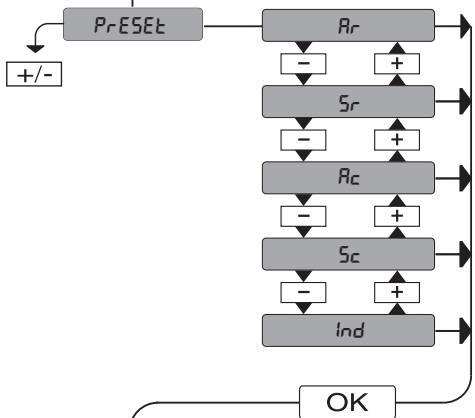 PrESEt
Ar
+/-
- +
Sr
- +
Ac
- +
Sc
- +
Ind
OK